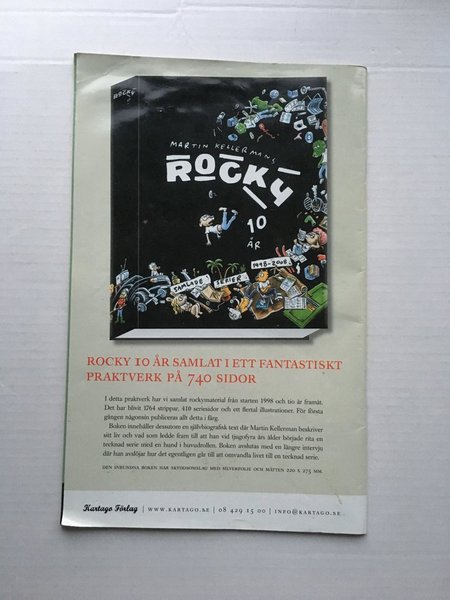 ROCKY
MARTIN KELLERMANS
ROCKY
10
ÅR
SAMLADE SERIER 1998-2008
ROCKY 10 ÅR SAMLAT I ETT FANTASTISKT
PRAKTVERK PÅ 740 SIDOR
I detta praktverk har vi samlat rockymaterial från starten 1998 och tio år framåt.
Det har blivit 1764 strippar, 410 seriesidor och ett flertal illustrationer. För första
gången någonsin publiceras allt detta i färg.
Boken innehåller dessutom en självbiografisk text där Martin Kellerman beskriver
sitt liv och vad som ledde fram till att han vid tjugofyra års ålder började rita en
tecknad serie med en hund i huvudrollen. Boken avslutas med en längre intervju
där han avslöjar hur det egentligen går till att omvandla livet till en tecknad serie.
DEN INBUNDNA BOKEN HAR SKYDDSOMSLAG MED SILVERFOLIE OCH MÅTTEN 220 X 275 MM.
Kartago Förlag | WWW.KARTAGO.SE | 08 429 15 00 | INFO@KARTAGO.SE